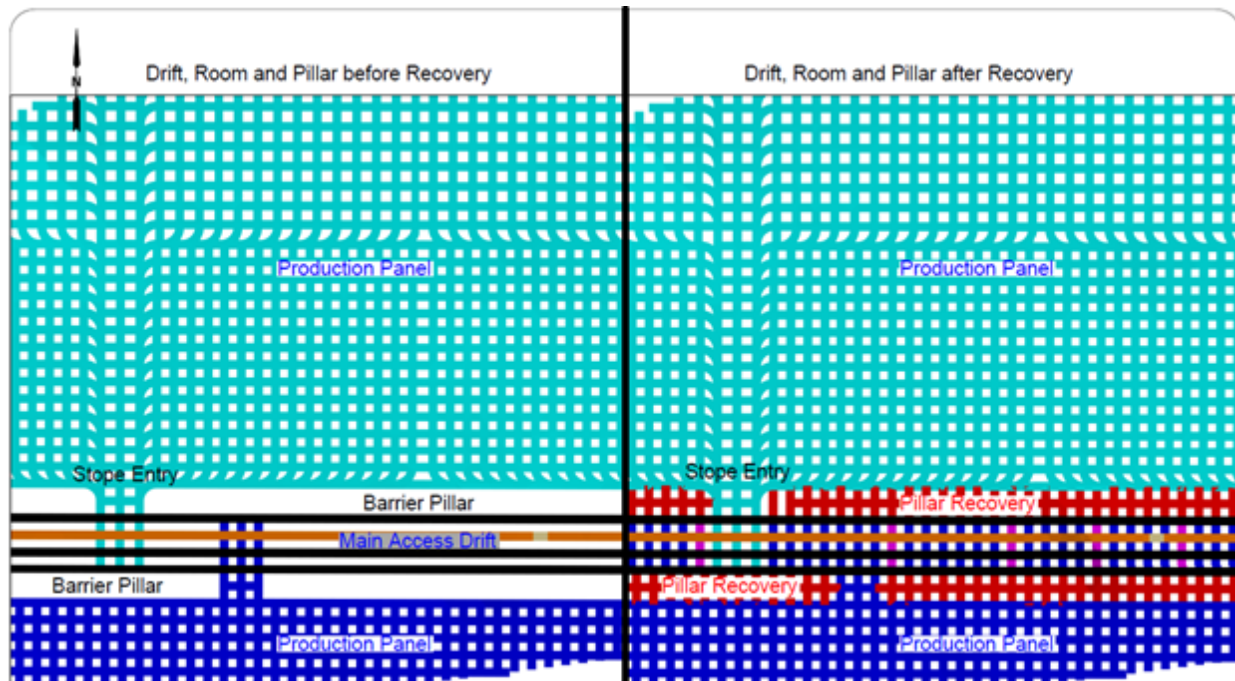 Drift, Room and Pillar before Recovery
Drift, Room and Pillar after Recovery
N
Production Panel
Production Panel
Stope Entry
Stope Entry
Barrier Pillar
Pillar Recovery
Main Access Drift
Barrier Pillar
Pillar Recovery
Production Panel
Production Panel